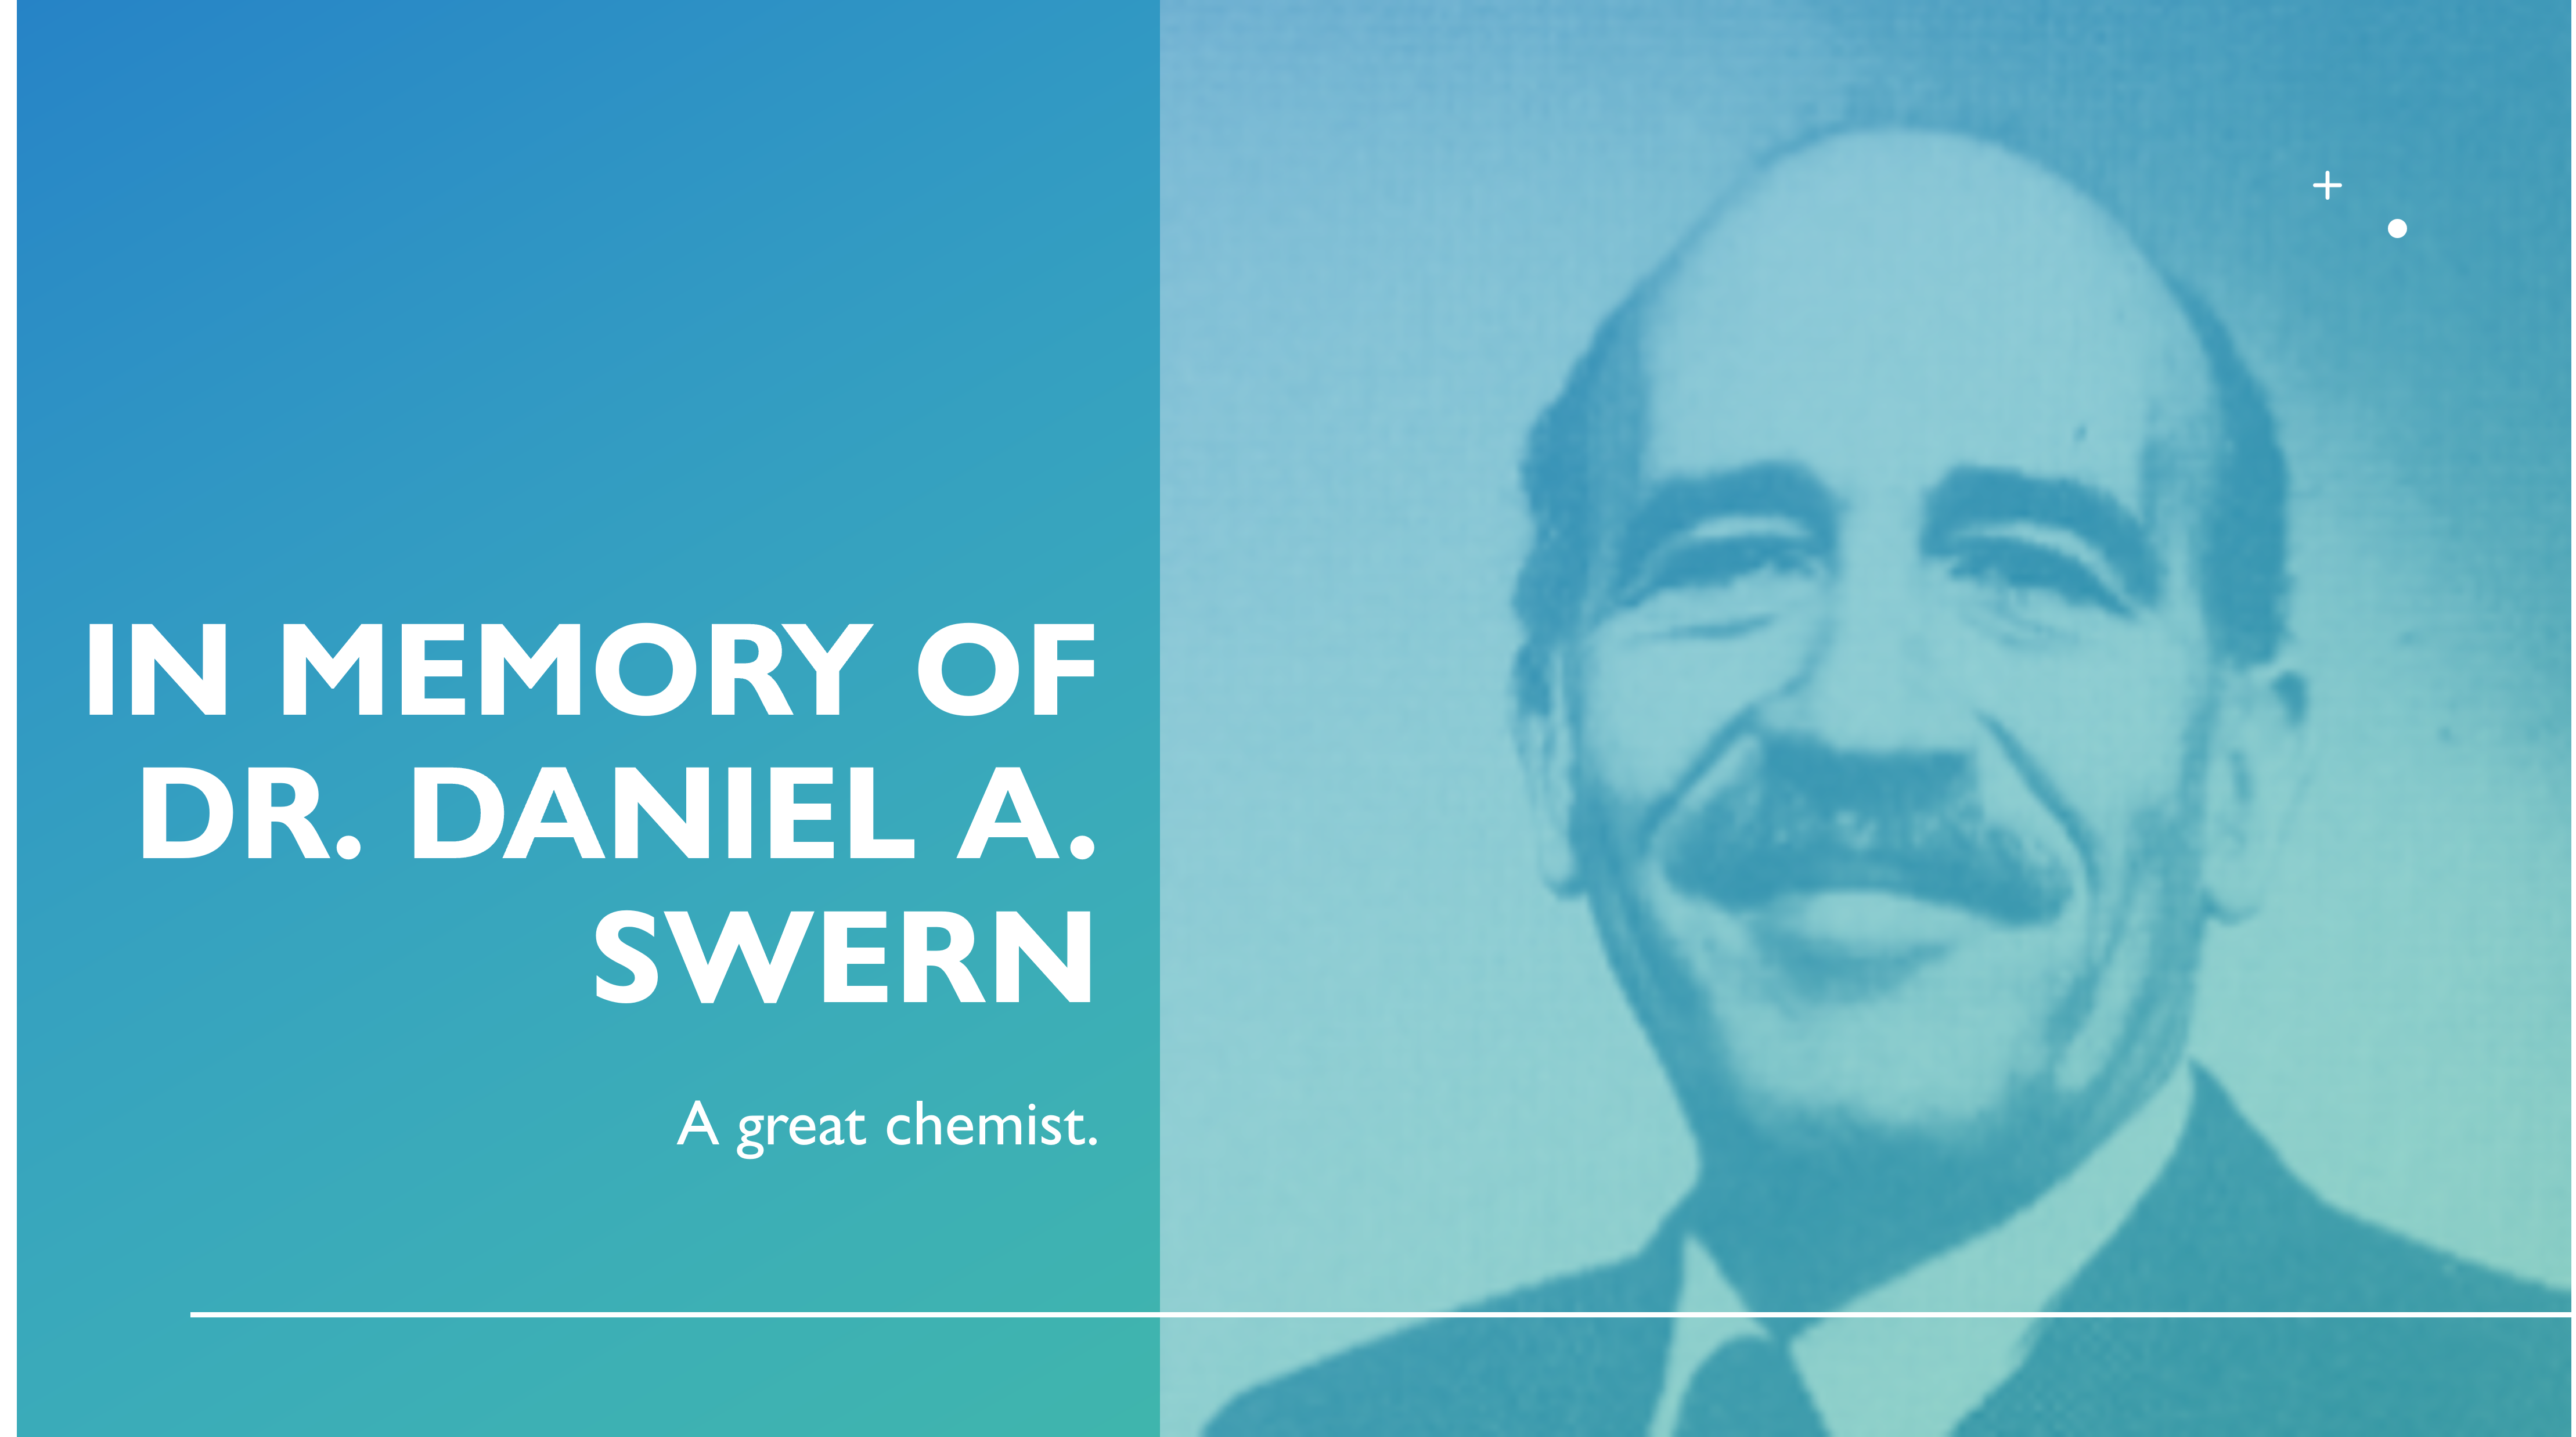 IN MEMORY OF
DR. DANIEL A.
SWERN
A great chemist.